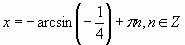 x = − arcsin(−1/4) + πn, n ∈ Z